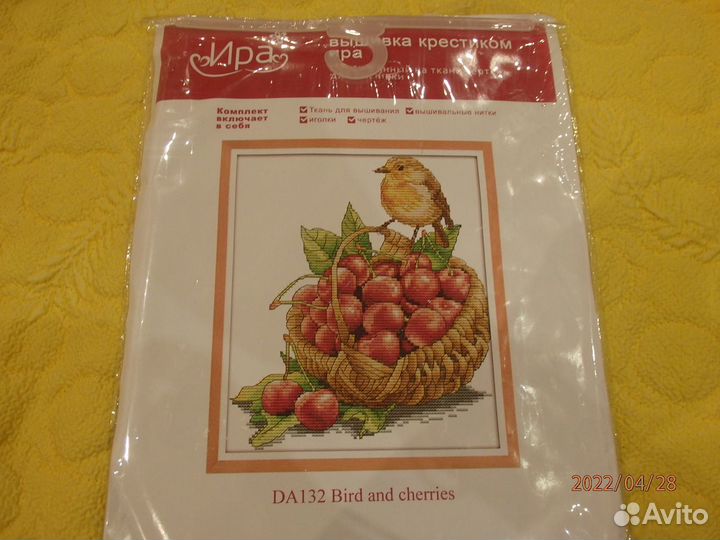 Ира
вышивка крестиком
ира
Комплект
включает
в себя
Ткань для вышивания
вышивальные нитки
иголки
чертёж
DA132 Bird and cherries
2022/04/28
Avito